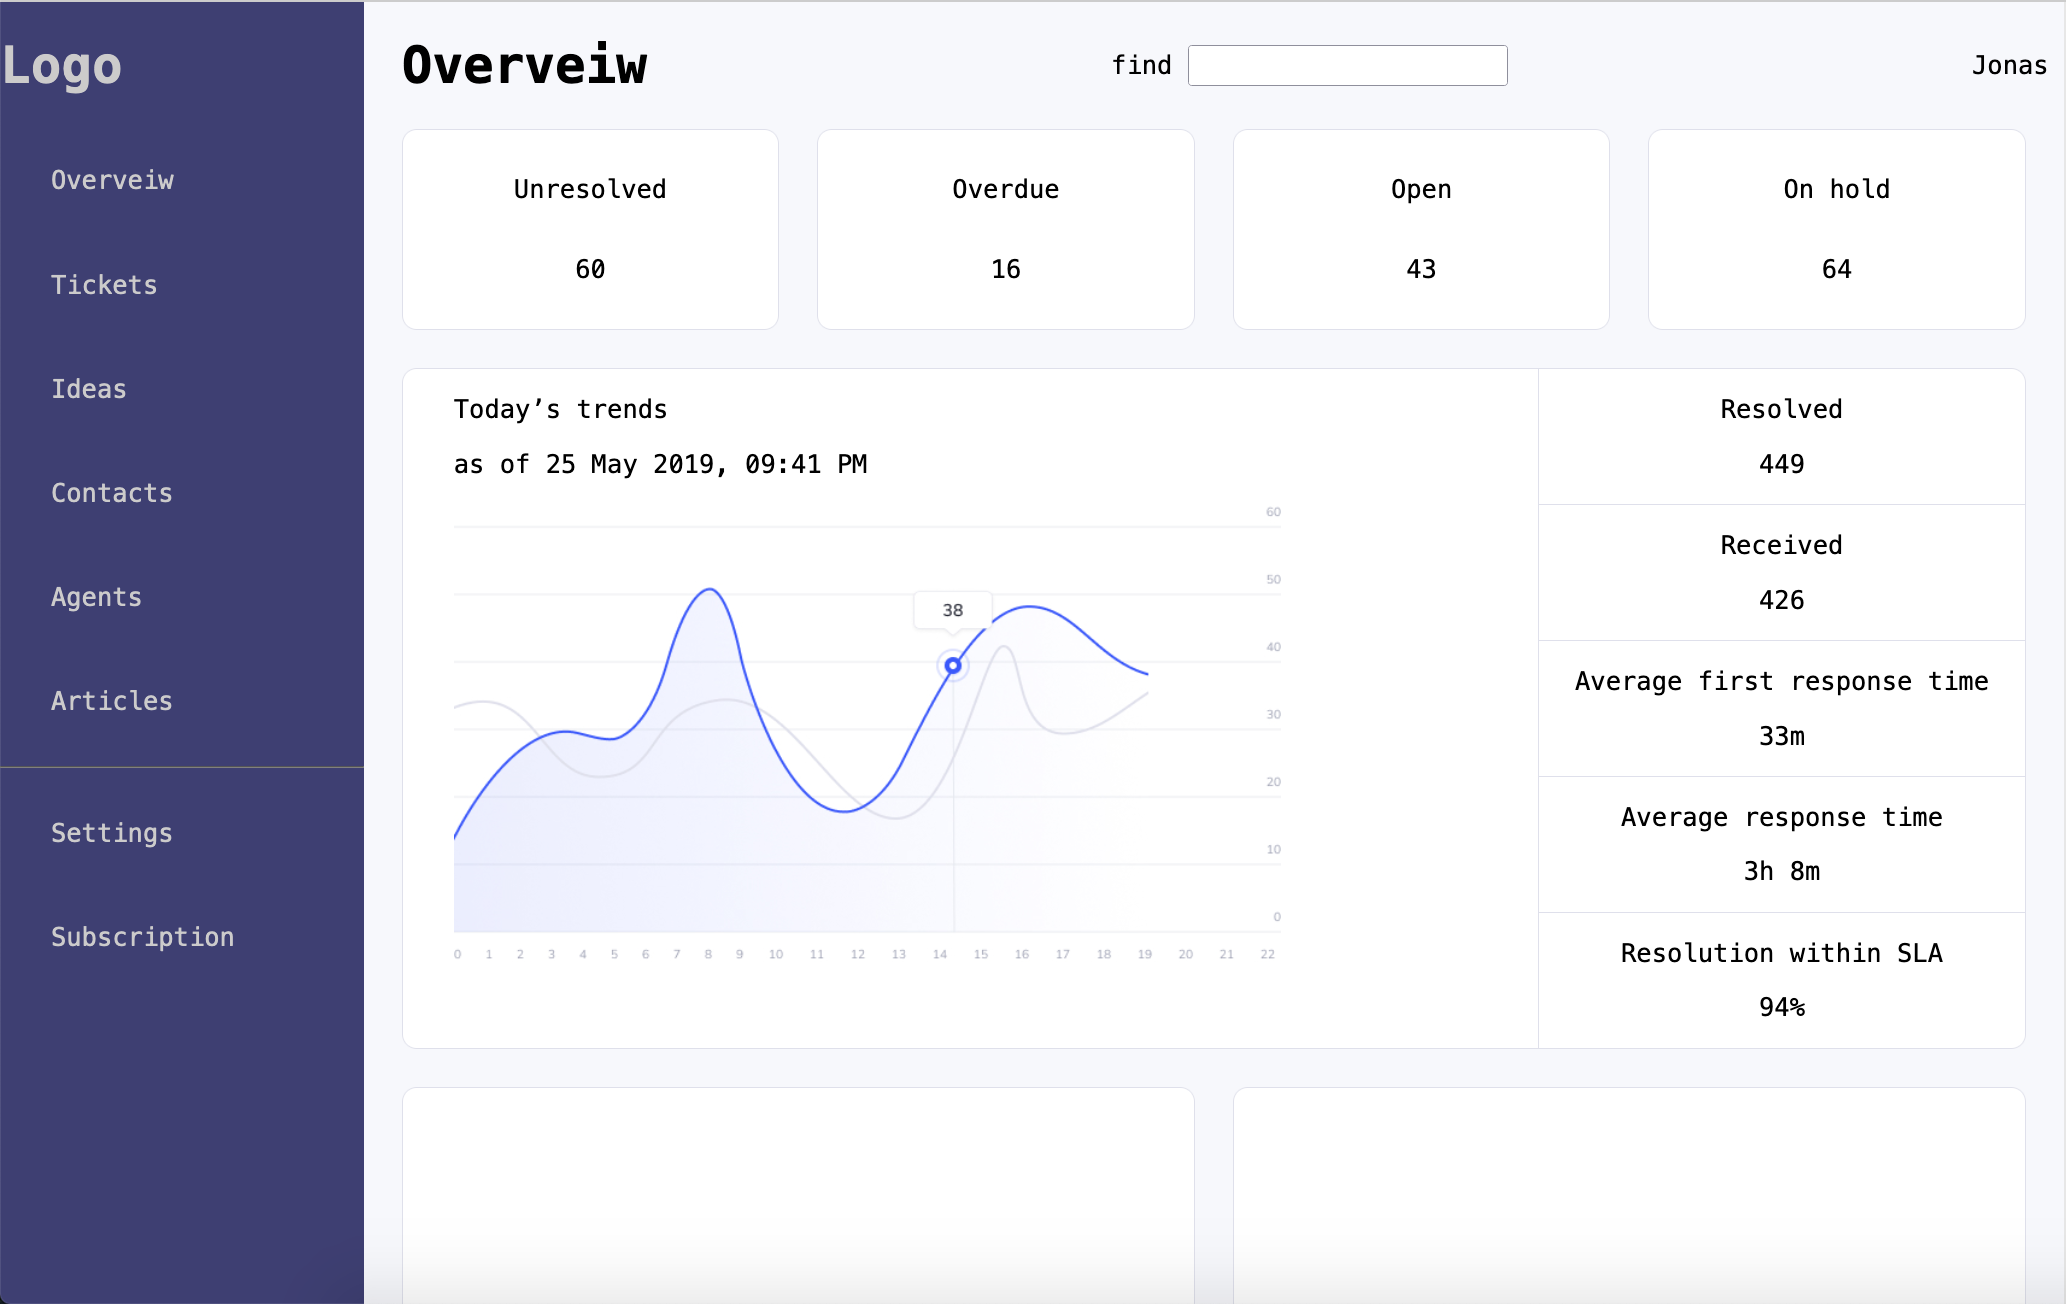 Logo
Overveiw
Tickets
Ideas
Contacts
Agents
Articles
Settings
Subscription
Overveiw
find
Jonas
Unresolved
60
Overdue
16
Open
43
On hold
64
Today’s trends
as of 25 May 2019, 09:41 PM
60
50
40
30
20
10
0
38
0 1 2 3 4 5 6 7 8 9 10 11 12 13 14 15 16 17 18 19 20 21 22
Resolved
449
Received
426
Average first response time
33m
Average response time
3h 8m
Resolution within SLA
94%